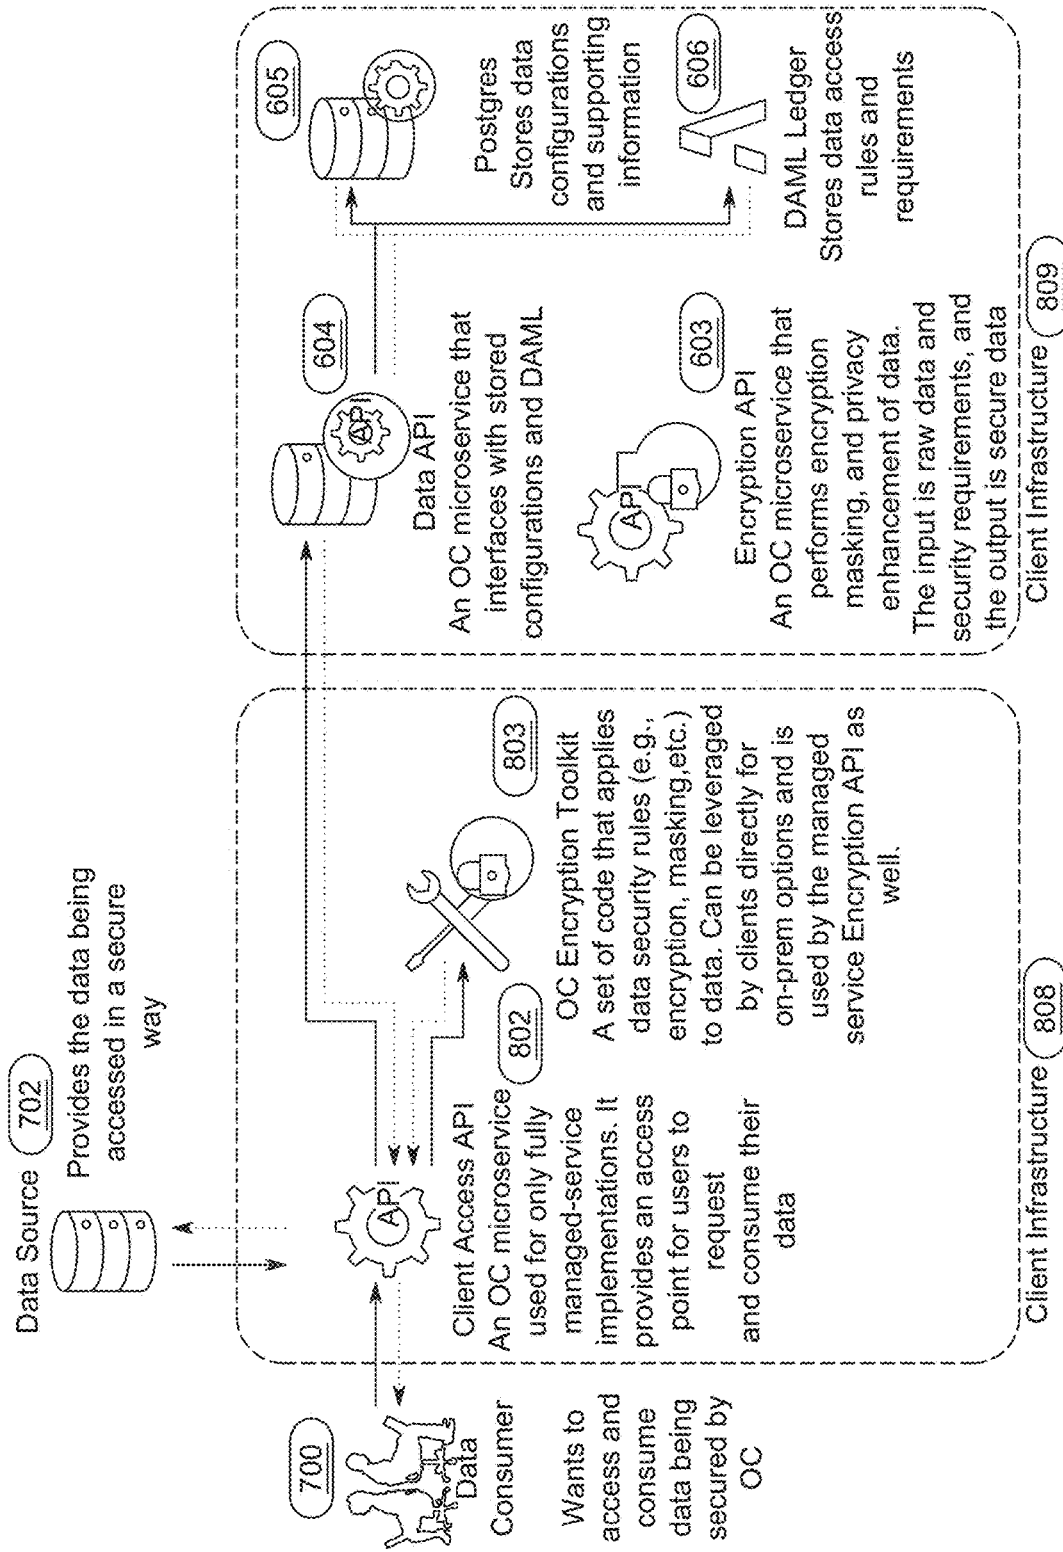 Data Source 702
Provides the data being
accessed in a secure
way
700
Data
Consumer
Wants to
access and
consume
data being
secured by
OC
API
Client Access API
802
An OC microservice
used for only fully
managed-service
implementations. It
provides an access
point for users to
request
and consume their
data
803
OC Encryption Toolkit
A set of code that applies
data security rules (e.g.,
encryption, masking,etc.)
to data. Can be leveraged
by clients directly for
on-prem options and is
used by the managed
service Encryption API as
well.
Client Infrastructure 808
604
API
Data API
An OC microservice that
interfaces with stored
configurations and DAML
605
Postgres
Stores data
configurations
and supporting
information
603
API
Encryption API
An OC microservice that
performs encryption
masking, and privacy
enhancement of data.
The input is raw data and
security requirements, and
the output is secure data
606
DAML Ledger
Stores data access
rules and
requirements
Client Infrastructure 809